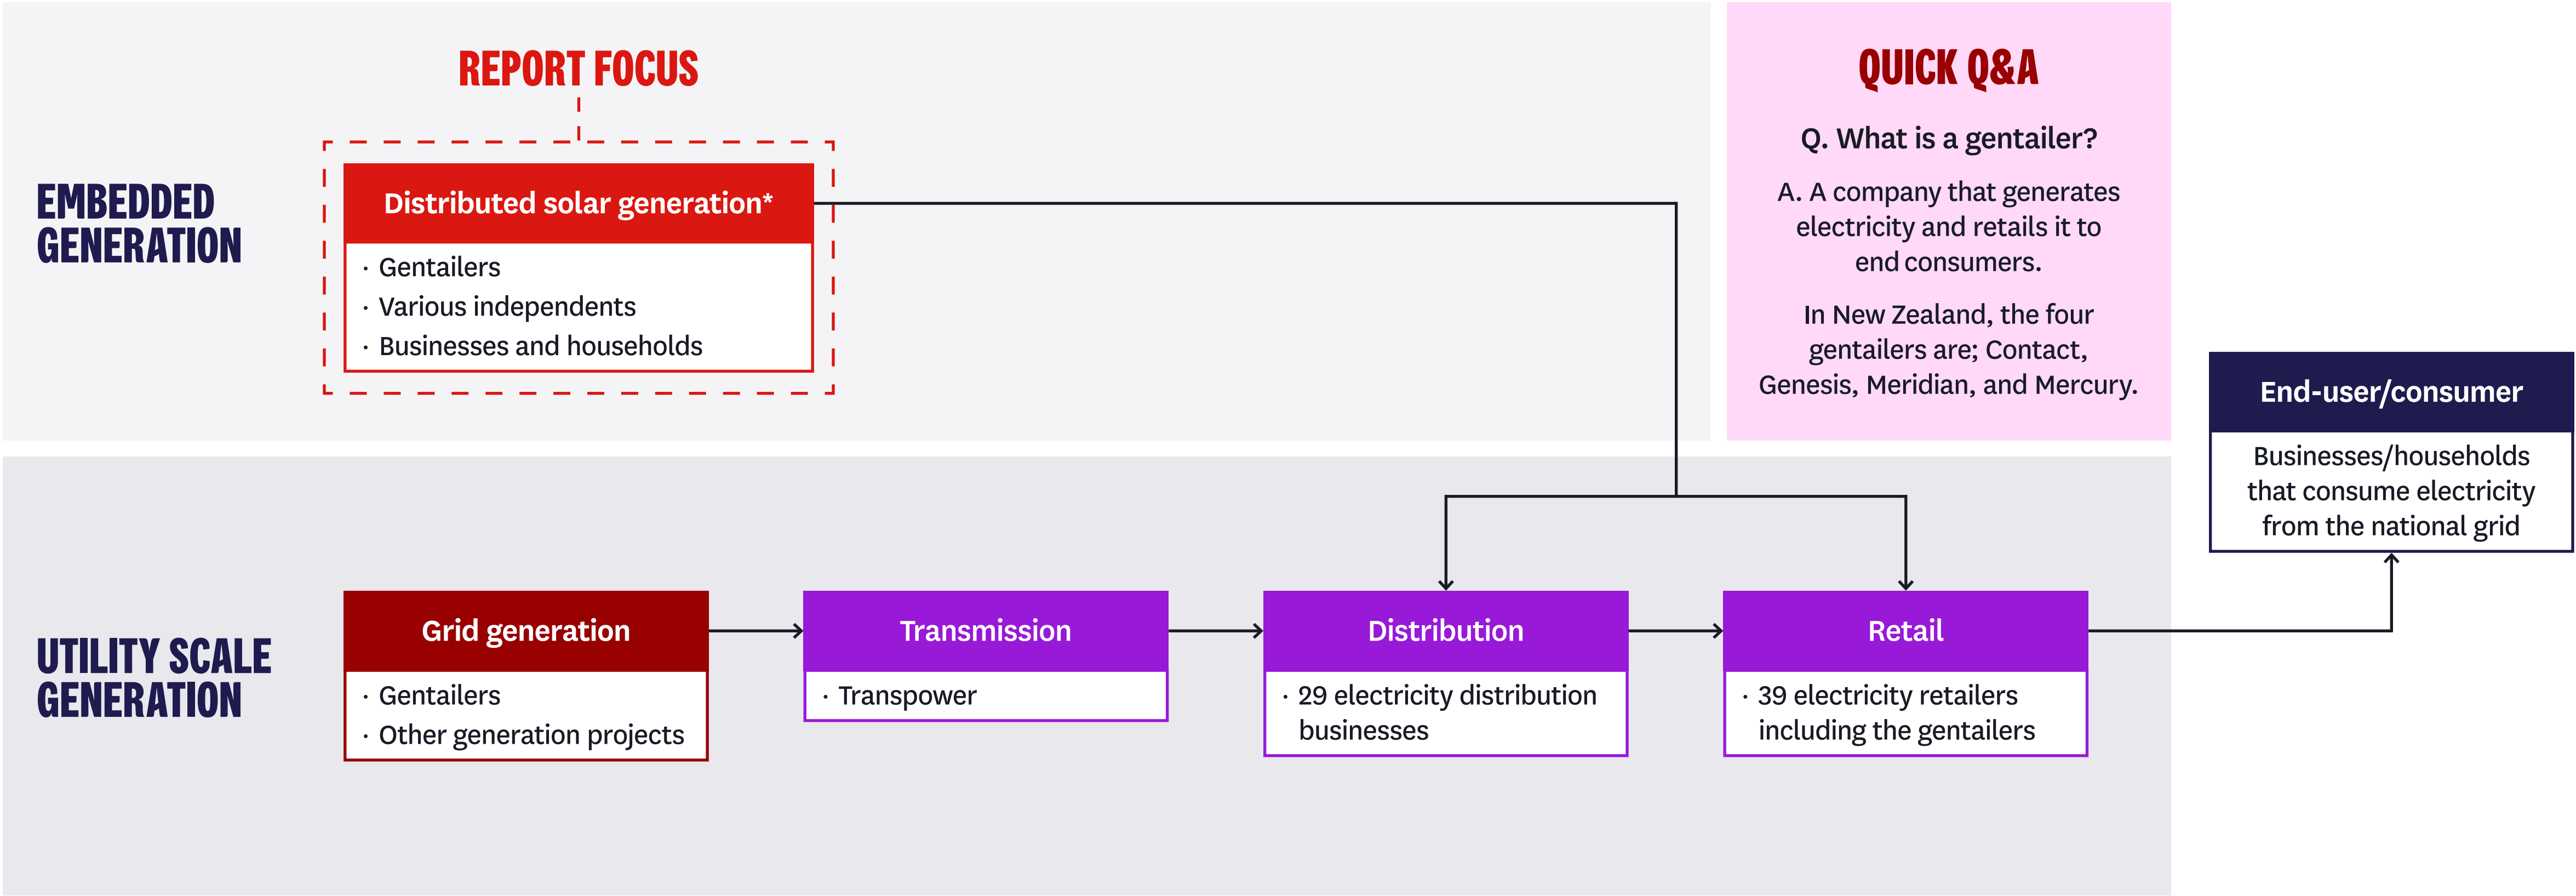 REPORT FOCUS
EMBEDDED
GENERATION
Distributed solar generation*
· Gentailers
· Various independents
· Businesses and households
QUICK Q&A
Q. What is a gentailer?
A. A company that generates
electricity and retails it to
end consumers.
In New Zealand, the four
gentailers are; Contact,
Genesis, Meridian, and Mercury.
End-user/consumer
Businesses/households
that consume electricity
from the national grid
UTILITY SCALE
GENERATION
Grid generation
· Gentailers
· Other generation projects
Transmission
· Transpower
Distribution
· 29 electricity distribution
businesses
Retail
· 39 electricity retailers
including the gentailers